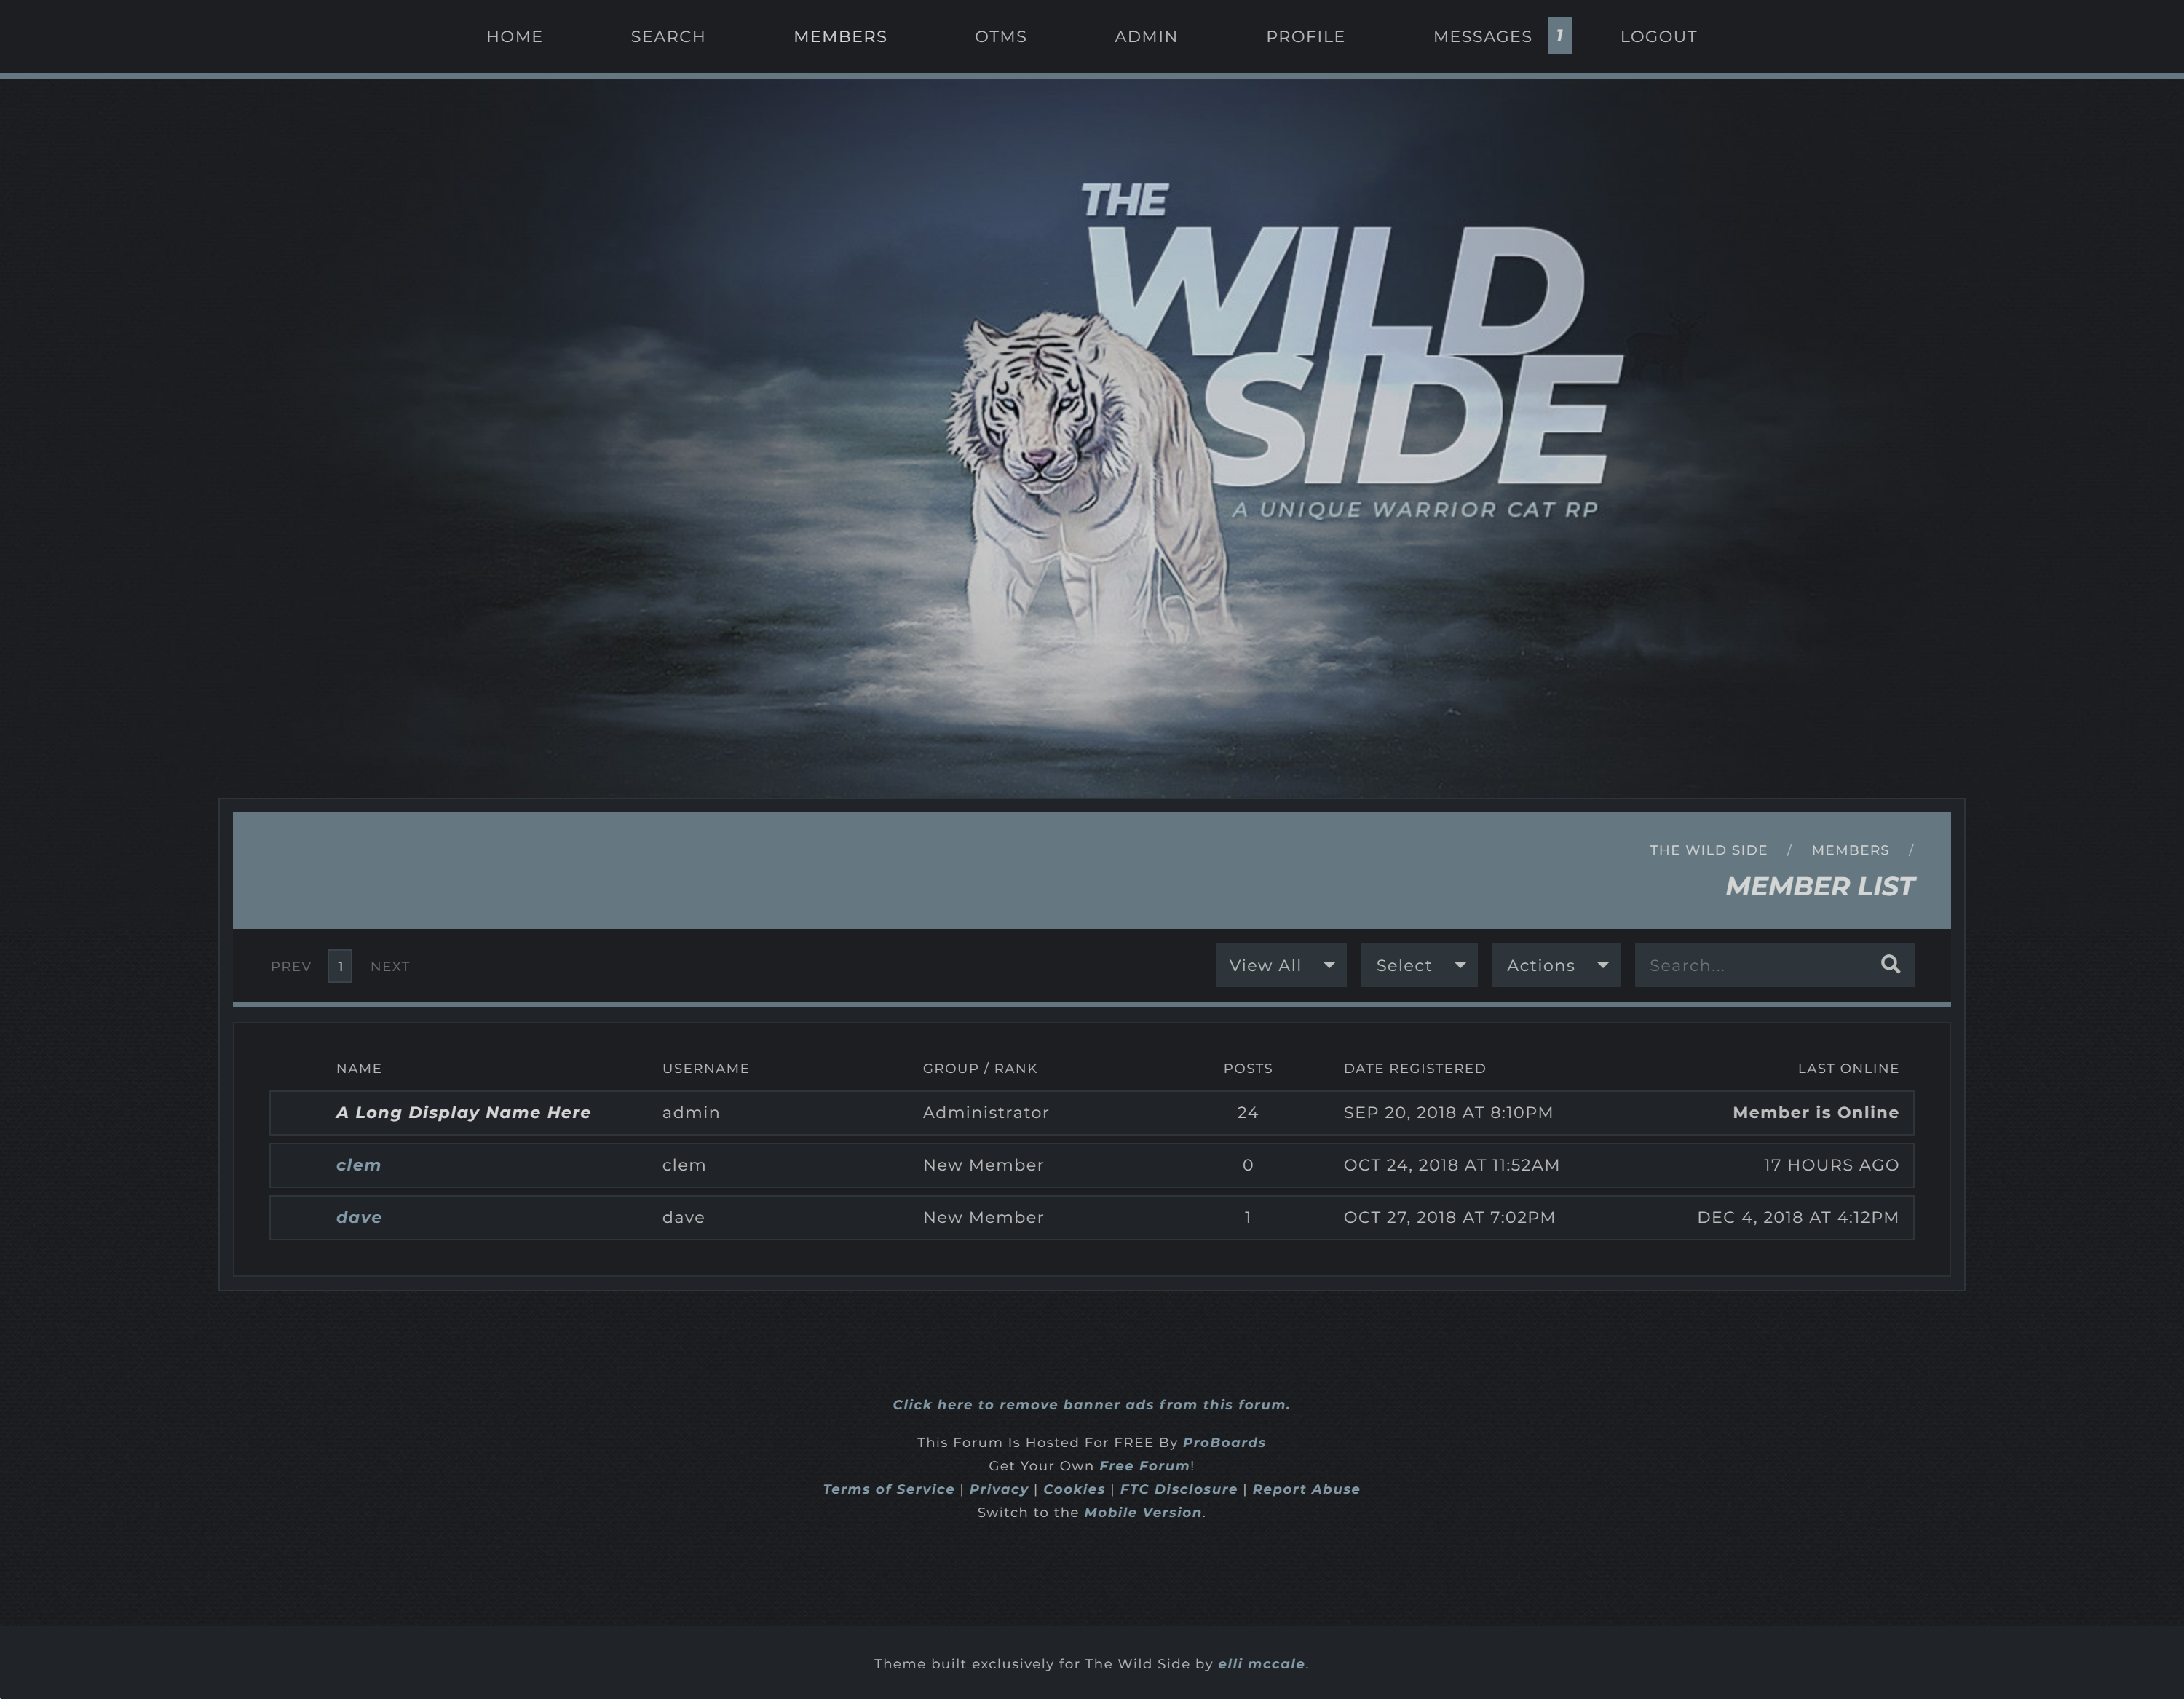 HOME SEARCH MEMBERS OTMS ADMIN PROFILE MESSAGES 1 LOGOUT
THE
WILD
SIDE
A UNIQUE WARRIOR CAT RP
THE WILD SIDE / MEMBERS /
MEMBER LIST
PREV 1 NEXT View All Select Actions Search...
NAME USERNAME GROUP / RANK POSTS DATE REGISTERED LAST ONLINE
A Long Display Name Here admin Administrator 24 SEP 20, 2018 AT 8:10PM Member is Online
clem clem New Member 0 OCT 24, 2018 AT 11:52AM 17 HOURS AGO
dave dave New Member 1 OCT 27, 2018 AT 7:02PM DEC 4, 2018 AT 4:12PM
Click here to remove banner ads from this forum.
This Forum Is Hosted For FREE By ProBoards
Get Your Own Free Forum!
Terms of Service | Privacy | Cookies | FTC Disclosure | Report Abuse
Switch to the Mobile Version.
Theme built exclusively for The Wild Side by elli mccale.